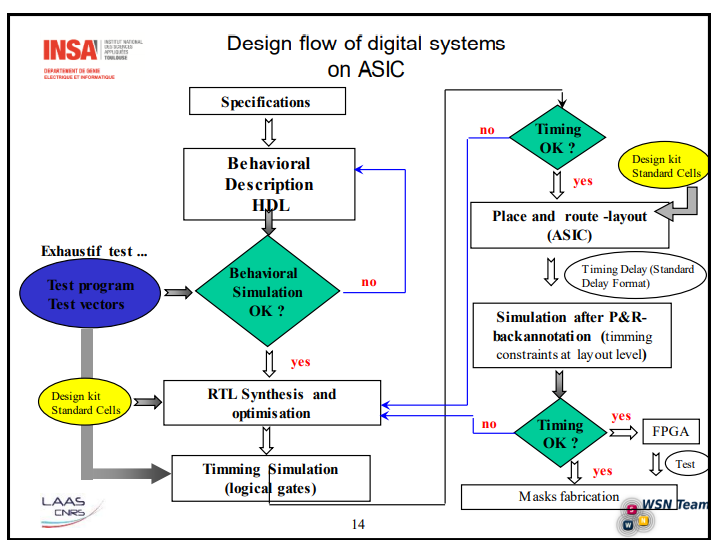 INSA
INSTITUT NATIONAL
DES SCIENCES
APPLIQUÉES
TOULOUSE
DEPARTEMENT DE GENIE
ELECTRIQUE ET INFORMATIQUE
Design flow of digital systems
on ASIC
Specifications
Behavioral
Description
HDL
Exhaustif test ...
Test program
Test vectors
Behavioral
Simulation
OK ?
no
yes
Design kit
Standard Cells
RTL Synthesis and
optimisation
Timming Simulation
(logical gates)
no
Timing
OK ?
yes
Design kit
Standard Cells
Place and route -layout
(ASIC)
Timing Delay (Standard
Delay Format)
Simulation after P&R-
backannotation (timming
constraints at layout level)
no
Timing
OK ?
yes
FPGA
yes
Test
Masks fabrication
LAAS
CNRS
14
WSN Team
S
W
N